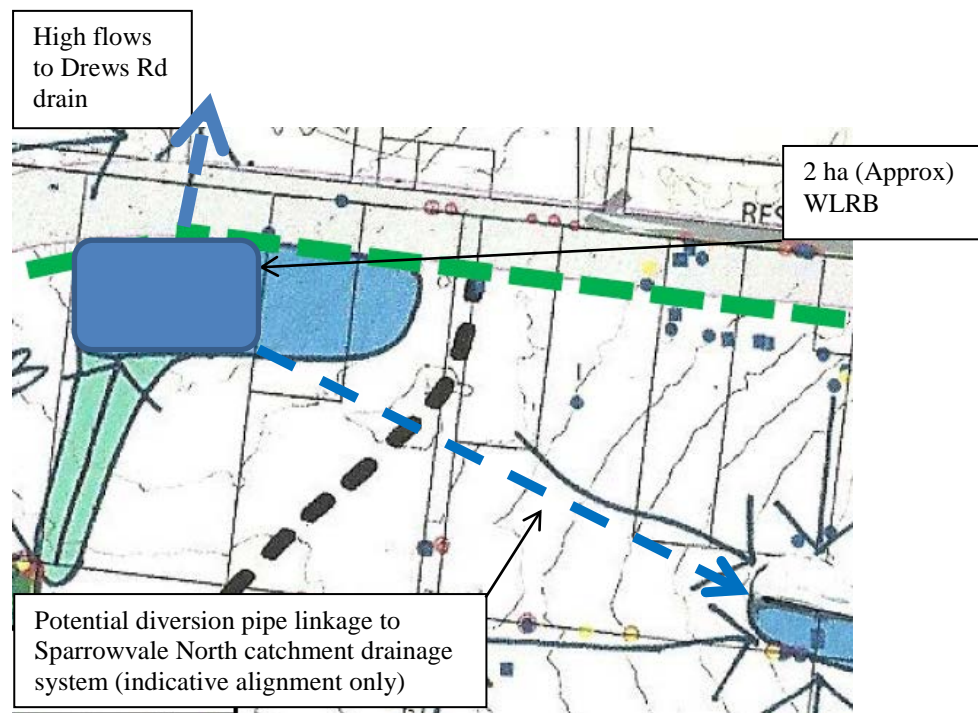 High flows
to Drews Rd
drain
2 ha (Approx)
WLRB
Potential diversion pipe linkage to
Sparrowvale North catchment drainage
system (indicative alignment only)